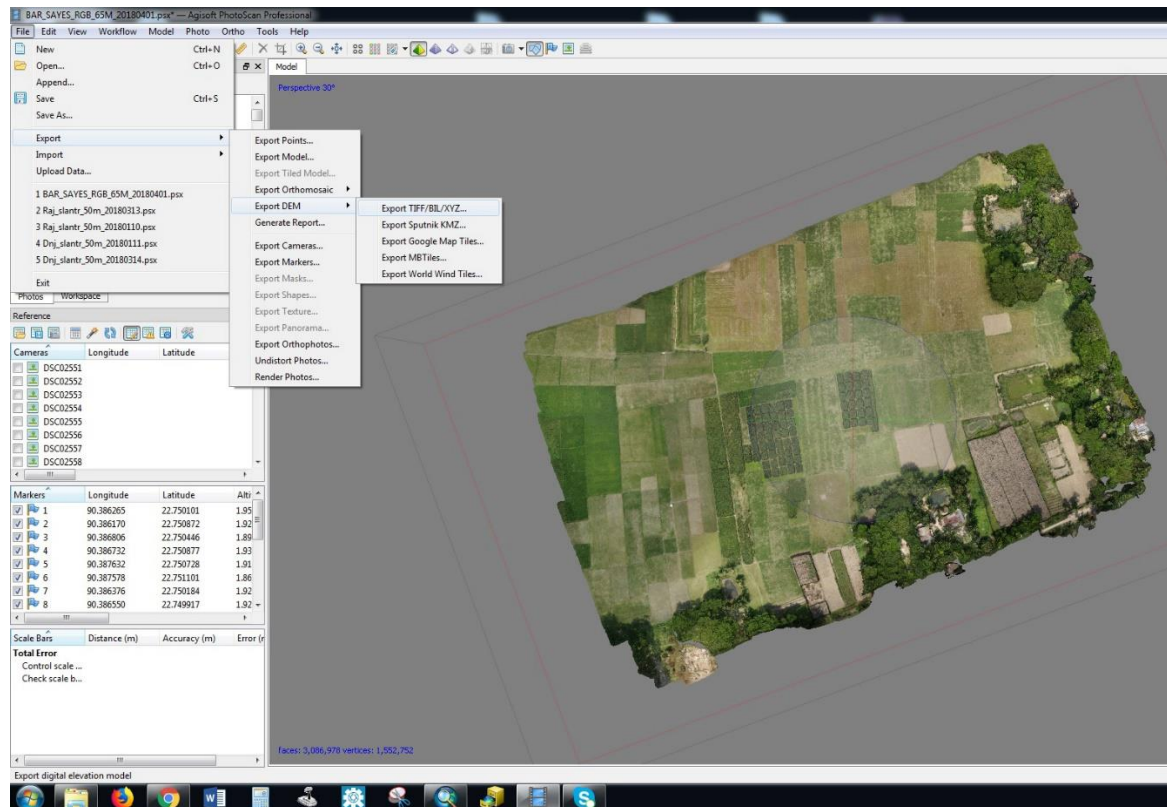 BAR_SAYES_RGB_65M_20180401.psx* — Agisoft PhotoScan Professional
File Edit View Workflow Model Photo Ortho Tools Help
New Ctrl+N
Open... Ctrl+O
Append...
Save Ctrl+S
Save As...
Export
Import
Upload Data...
1 BAR_SAYES_RGB_65M_20180401.psx
2 Raj_slantr_50m_20180313.psx
3 Raj_slantr_50m_20180110.psx
4 Dnj_slantr_50m_20180111.psx
5 Dnj_slantr_50m_20180314.psx
Exit
Export Points...
Export Model...
Export Tiled Model...
Export Orthomosaic
Export DEM
Generate Report...
Export Cameras...
Export Markers...
Export Masks...
Export Shapes...
Export Texture...
Export Panorama...
Export Orthophotos...
Undistort Photos...
Render Photos...
Export TIFF/BIL/XYZ...
Export Sputnik KMZ...
Export Google Map Tiles...
Export MBTiles...
Export World Wind Tiles...
Model
Perspective 30°
Photos Workspace
Reference
Cameras Longitude Latitude
DSC02551
DSC02552
DSC02553
DSC02554
DSC02555
DSC02556
DSC02557
DSC02558
Markers Longitude Latitude Alti
1 90.386265 22.750101 1.95
2 90.386170 22.750872 1.92
3 90.386806 22.750446 1.89
4 90.386732 22.750877 1.93
5 90.387632 22.750728 1.91
6 90.387578 22.751101 1.86
7 90.386376 22.750184 1.92
8 90.386550 22.749917 1.92
Scale Bars Distance (m) Accuracy (m) Error (r
Total Error
Control scale ...
Check scale b...
faces: 3,086,978 vertices: 1,552,752
Export digital elevation model